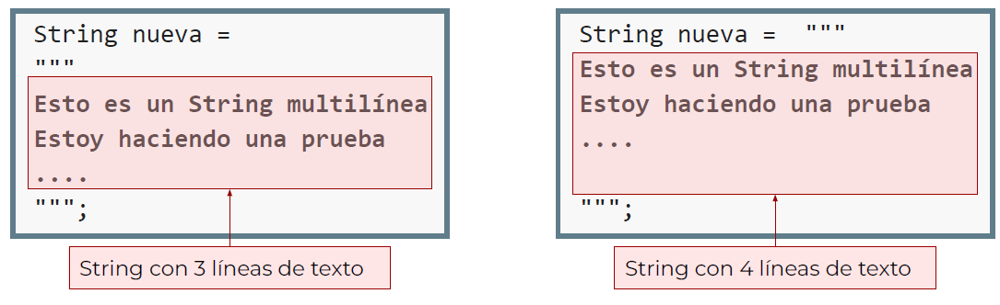 String nueva =
"""
Esto es un String multilínea
Estoy haciendo una prueba
....
""";
String con 3 líneas de texto
String nueva =  """
Esto es un String multilínea
Estoy haciendo una prueba
....
""";
String con 4 líneas de texto